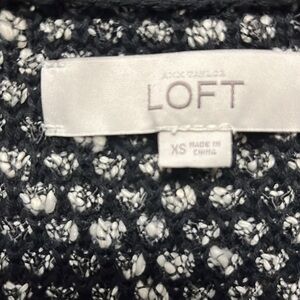 ANN TAYLOR
LOFT
XS MADE IN
CHINA